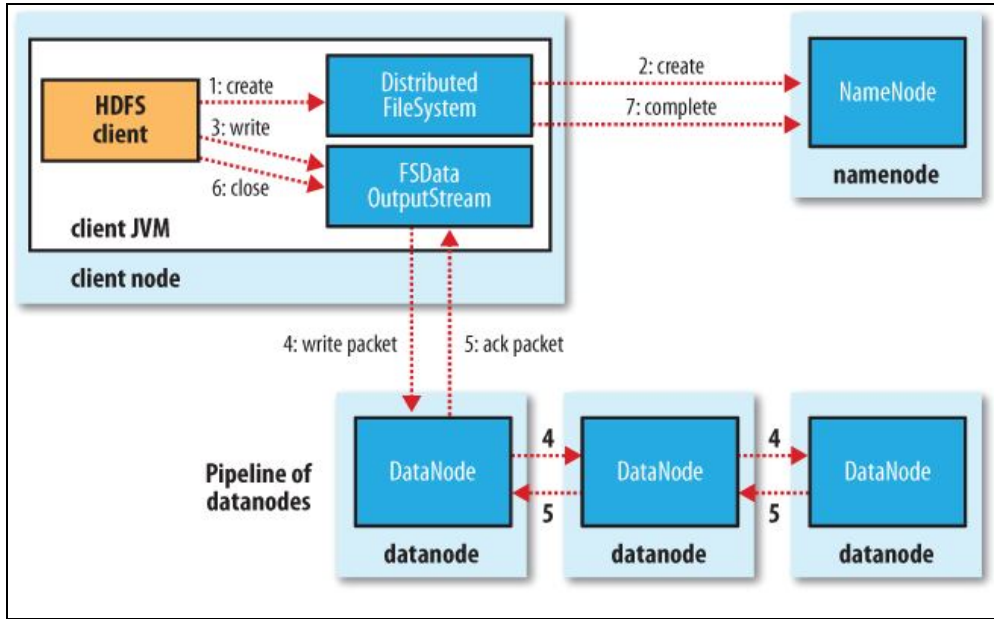 HDFS
client
1: create
3: write
6: close
Distributed
FileSystem
FSData
OutputStream
client JVM
client node
2: create
7: complete
NameNode
namenode
4: write packet
5: ack packet
Pipeline of
datanodes
DataNode
datanode
4
5
DataNode
datanode
4
5
DataNode
datanode